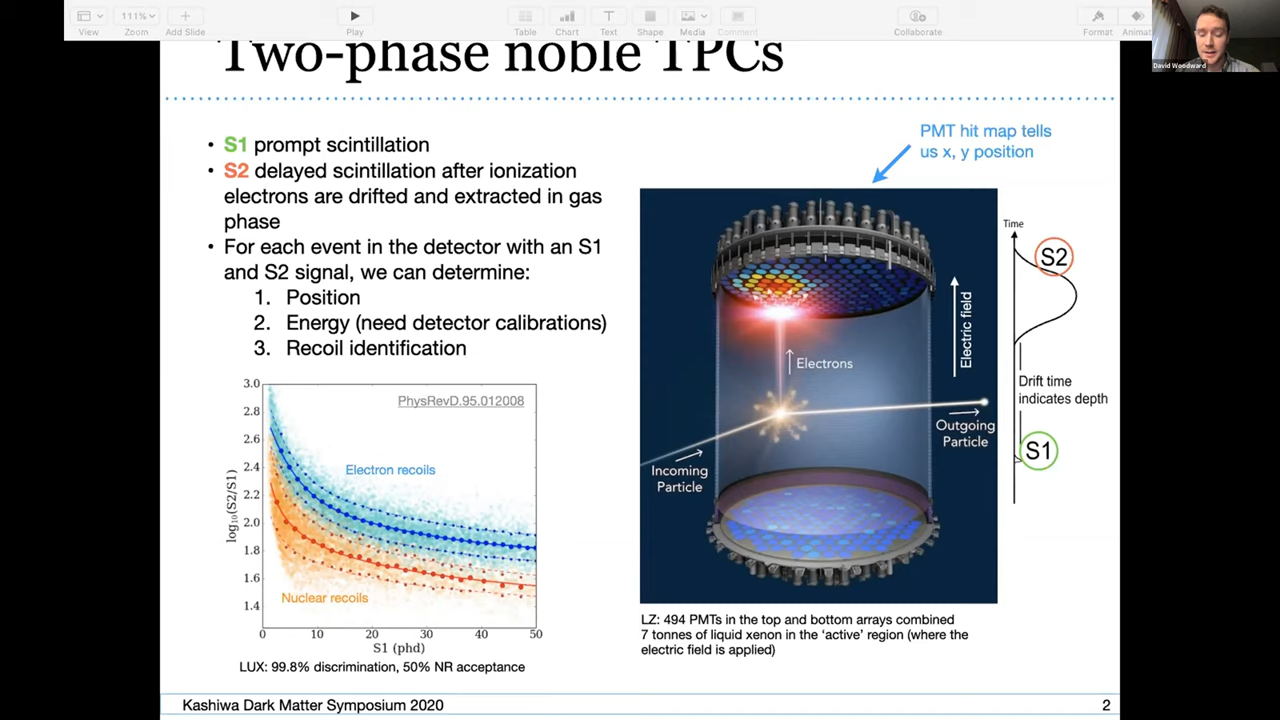 View
111%
Zoom
Add Slide
Play
Table
Chart
Text
Shape
Media
Comment
Collaborate
Format
Animat
David Woodward
Two-phase noble TPCs
• S1 prompt scintillation
• S2 delayed scintillation after ionization
electrons are drifted and extracted in gas
phase
• For each event in the detector with an S1
and S2 signal, we can determine:
1. Position
2. Energy (need detector calibrations)
3. Recoil identification
PMT hit map tells
us x, y position
Electrons
Electric field
Incoming
Particle
Outgoing
Particle
Time
S2
Drift time
indicates depth
S1
LZ: 494 PMTs in the top and bottom arrays combined
7 tonnes of liquid xenon in the ‘active’ region (where the
electric field is applied)
PhysRevD.95.012008
Electron recoils
Nuclear recoils
log10(S2/S1)
3.0
2.8
2.6
2.4
2.2
2.0
1.8
1.6
1.4
0 10 20 30 40 50
S1 (phd)
LUX: 99.8% discrimination, 50% NR acceptance
Kashiwa Dark Matter Symposium 2020
2